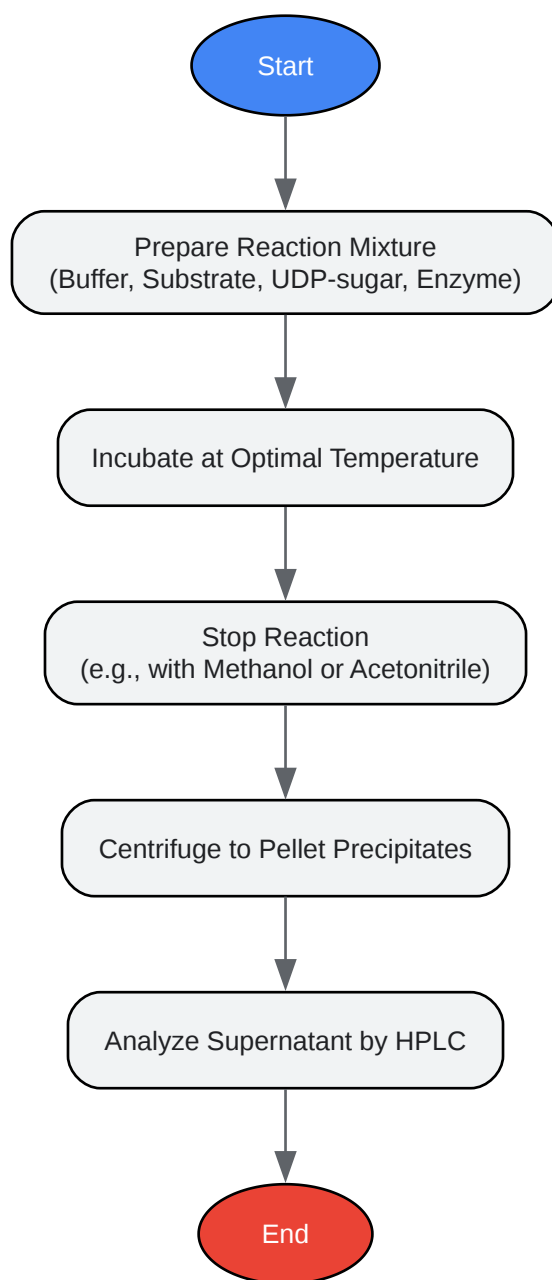 Start
Prepare Reaction Mixture
(Buffer, Substrate, UDP-sugar, Enzyme)
Incubate at Optimal Temperature
Stop Reaction
(e.g., with Methanol or Acetonitrile)
Centrifuge to Pellet Precipitates
Analyze Supernatant by HPLC
End